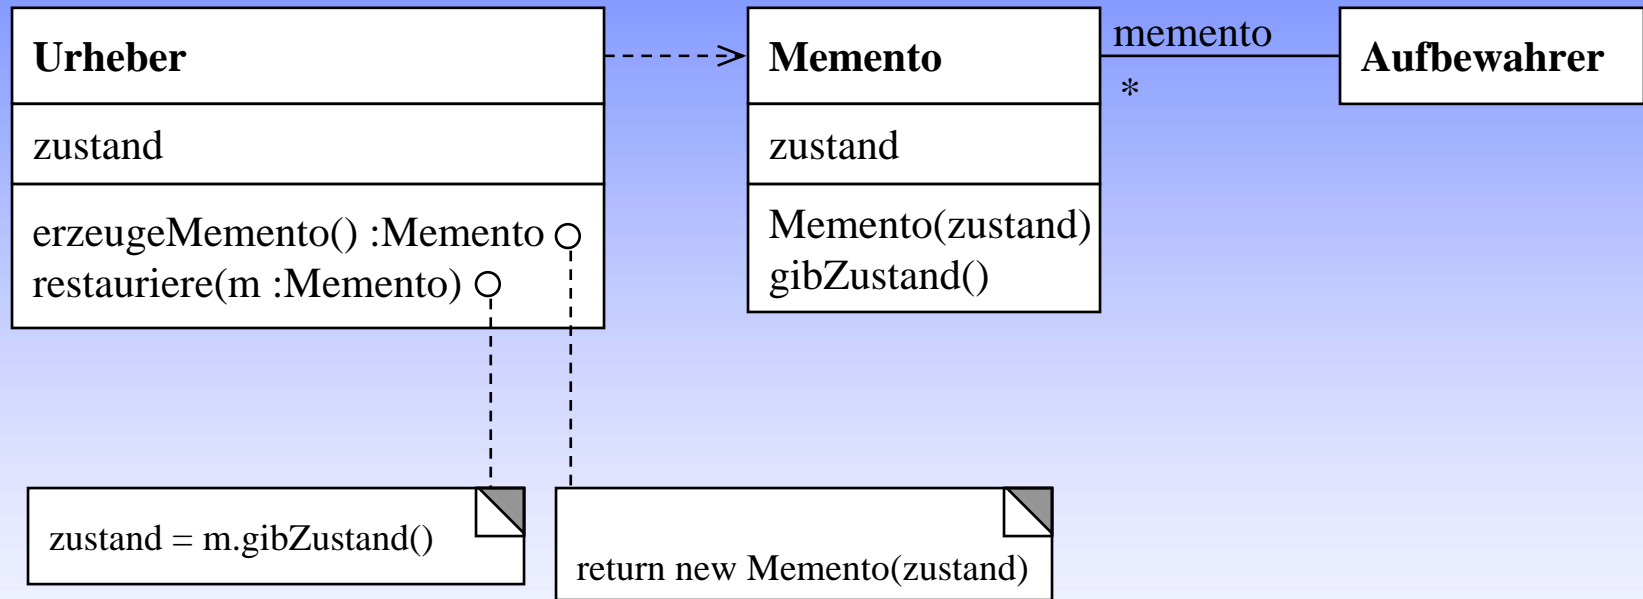 Urheber
zustand
erzeugeMemento() :Memento
restauriere(m :Memento)
Memento
zustand
Memento(zustand)
gibZustand()
memento
*
Aufbewahrer
zustand = m.gibZustand()
return new Memento(zustand)